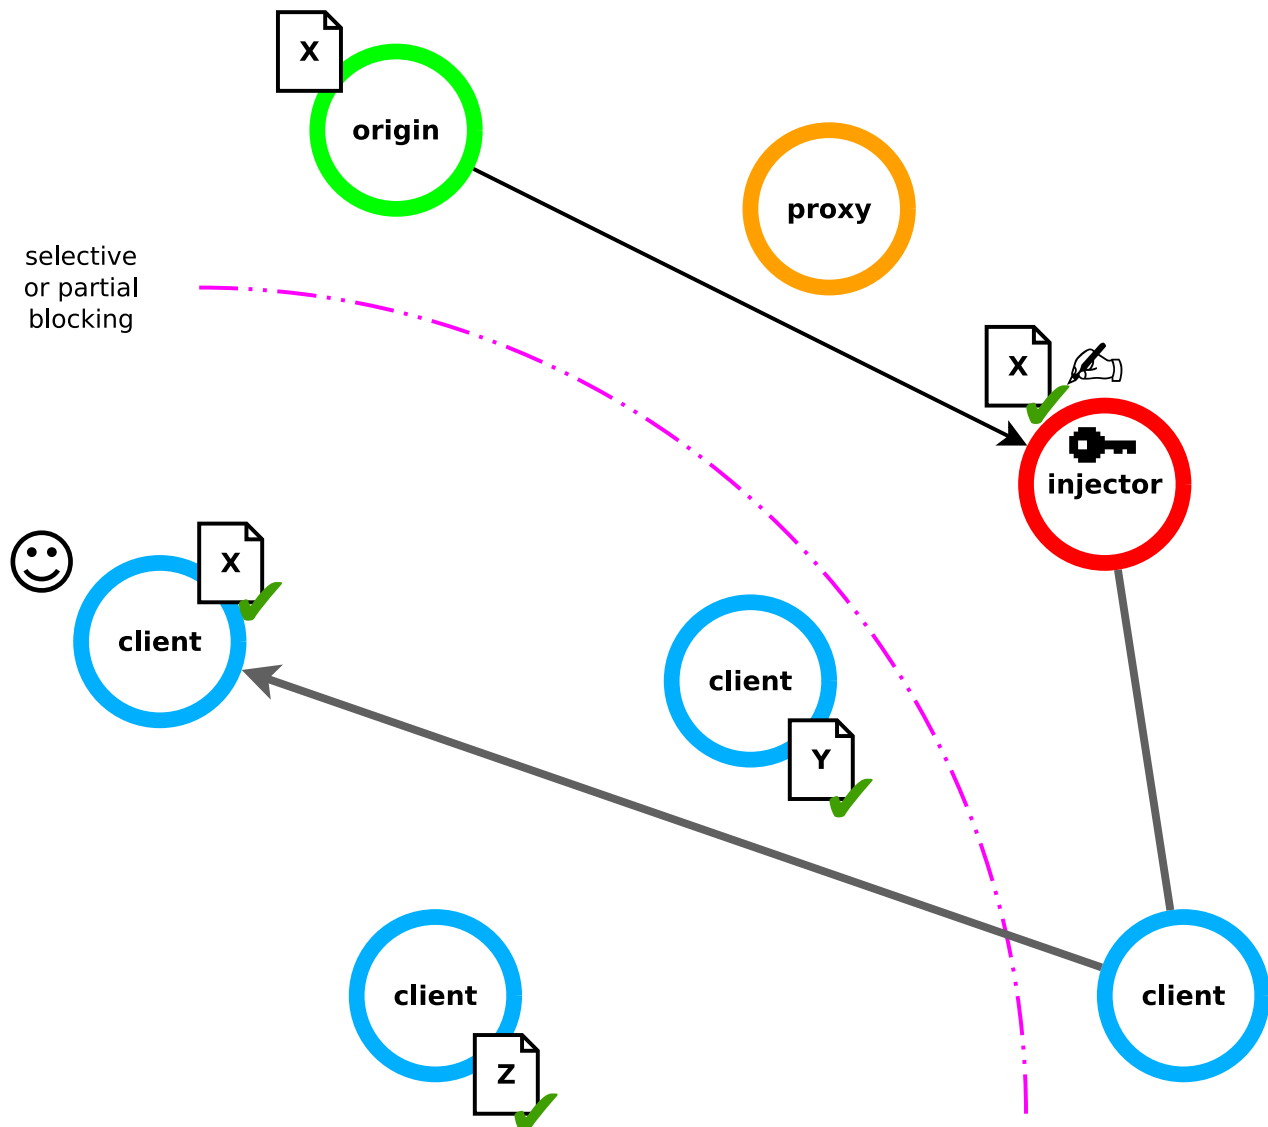 X
origin
proxy
selective
or partial
blocking
X
injector
X
client
client
Y
client
client
Z